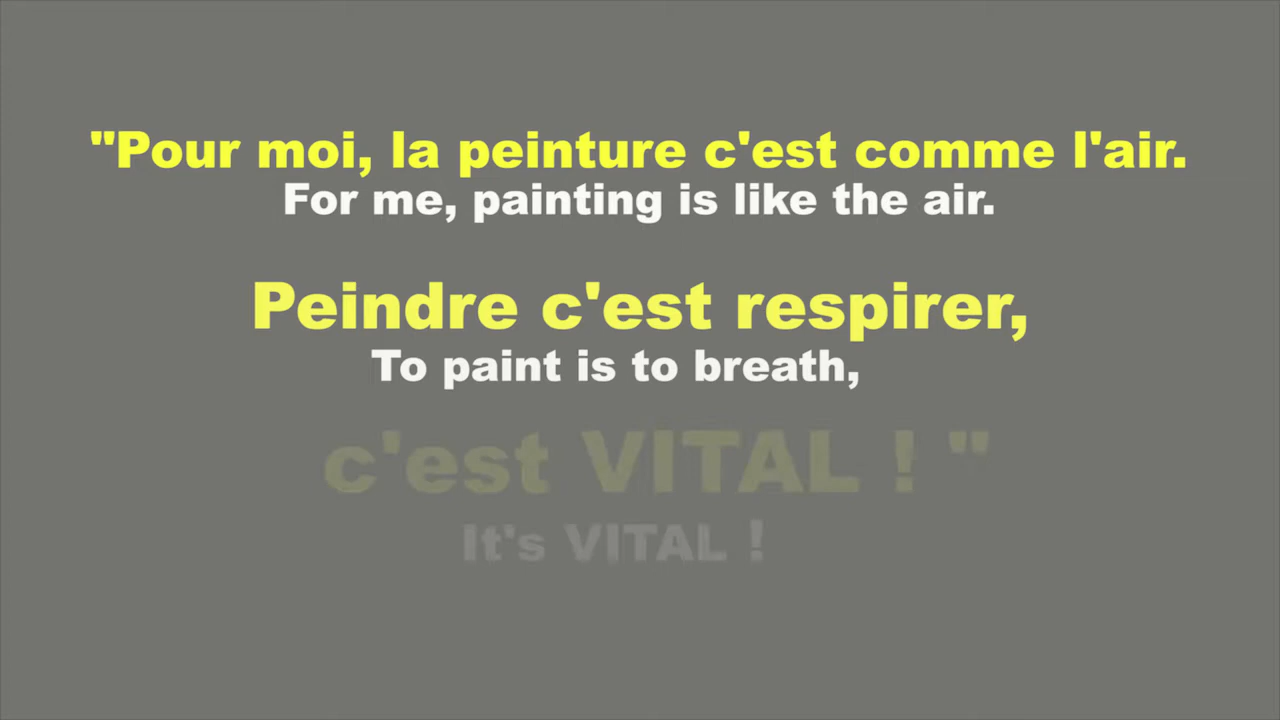 "Pour moi, la peinture c'est comme l'air.
For me, painting is like the air.
Peindre c'est respirer,
To paint is to breath,
c'est VITAL ! "
It's VITAL !